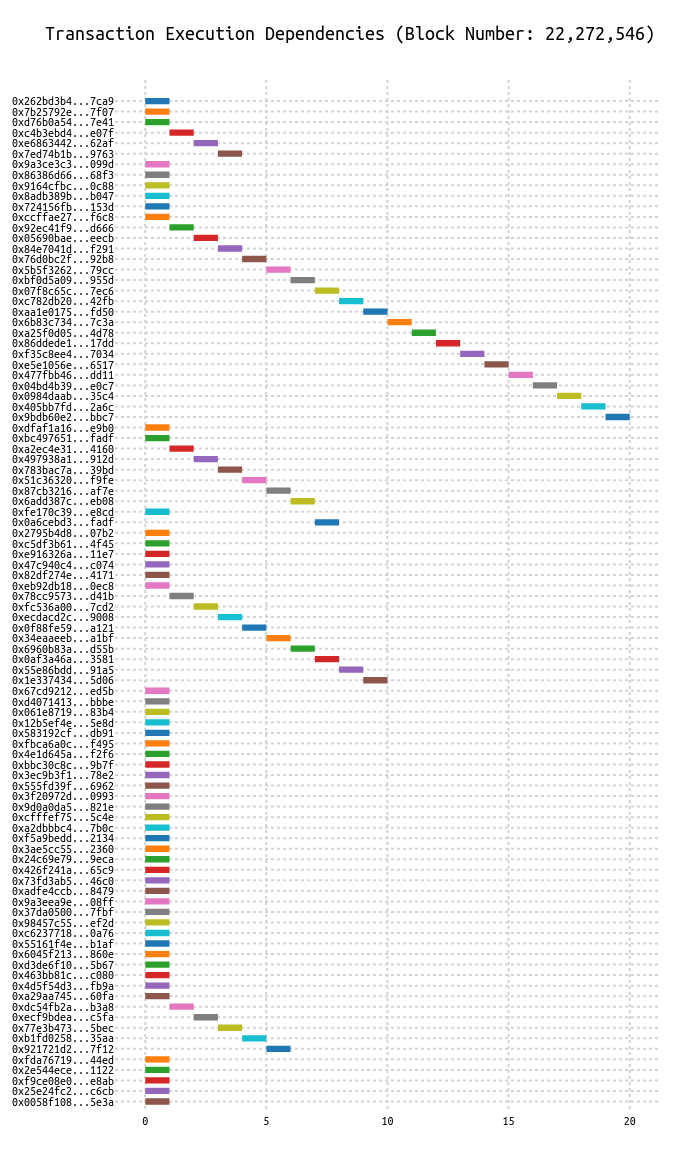 Transaction Execution Dependencies (Block Number: 22,272,546)
0x262bd3b4...7ca9
0x7b25792e...7f07
0xd76b0a54...7e41
0xc4b3ebd4...e07f
0xe6863442...62af
0x7ed74b1b...9763
0x9a3ce3c3...099d
0x86386d66...68f3
0x9164cfbc...0c88
0x8adb389b...b047
0x724156fb...153d
0xccffae27...f6c8
0x92ec41f9...d666
0x05690bae...eecb
0x84e7041d...f291
0x76d0bc2f...92b8
0x5b5f3262...79cc
0xbf0d5a09...955d
0x07f8c65c...7ec6
0xc782db20...42fb
0xaa1e0175...fd50
0x6b83c734...7c3a
0xa25f0d05...4d78
0x86ddede1...17dd
0xf35c8ee4...7034
0xe5e1056e...6517
0x477fbb46...dd11
0x04bd4b39...e0c7
0x0984daab...35c4
0x405bb7fd...2a6c
0x9bdb60e2...bbc7
0xdfaf1a16...e9b0
0xbc497651...fadf
0xa2ec4e31...4160
0x497938a1...912d
0x783bac7a...39bd
0x51c36320...f9fe
0x87cb3216...af7e
0x6add387c...eb08
0xfe170c39...e8cd
0x0a6cebd3...fadf
0x2795b4d8...07b2
0xc5df3b61...4f45
0xe916326a...11e7
0x47c940c4...c074
0x82df274e...4171
0xeb92db18...0ec8
0x78cc9573...d41b
0xfc536a00...7cd2
0xecdacd2c...9008
0x0f88fe59...a121
0x34eaaeeb...a1bf
0x6960b83a...d55b
0x0af3a46a...3581
0x55e86bdd...91a5
0x1e337434...5d06
0x67cd9212...ed5b
0xd4071413...bbbe
0x061e8719...83b4
0x12b5ef4e...5e8d
0x583192cf...db91
0xfbca6a0c...f495
0x4e1d645a...f2f6
0xbbc30c8c...9b7f
0x3ec9b3f1...78e2
0x555fd39f...6962
0x3f20972d...0993
0x9d0a0da5...821e
0xcfffef75...5c4e
0xa2dbbbc4...7b0c
0xf5a9bedd...2134
0x3ae5cc55...2360
0x24c69e79...9eca
0x426f241a...65c9
0x73fd3ab5...46c0
0xadfe4ccb...8479
0x9a3eea9e...08ff
0x37da0500...7fbf
0x98457c55...ef2d
0xc6237718...0a76
0x55161f4e...b1af
0x6045f213...860e
0xd3de6f10...5b67
0x463bb81c...c080
0x4d5f54d3...fb9a
0xa29aa745...60fa
0xdc54fb2a...b3a8
0xecf9bdea...c5fa
0x77e3b473...5bec
0xb1fd0258...35aa
0x921721d2...7f12
0xfda76719...44ed
0x2e544ece...1122
0xf9ce08e0...e8ab
0x25e24fc2...c6cb
0x0058f108...5e3a
0 5 10 15 20